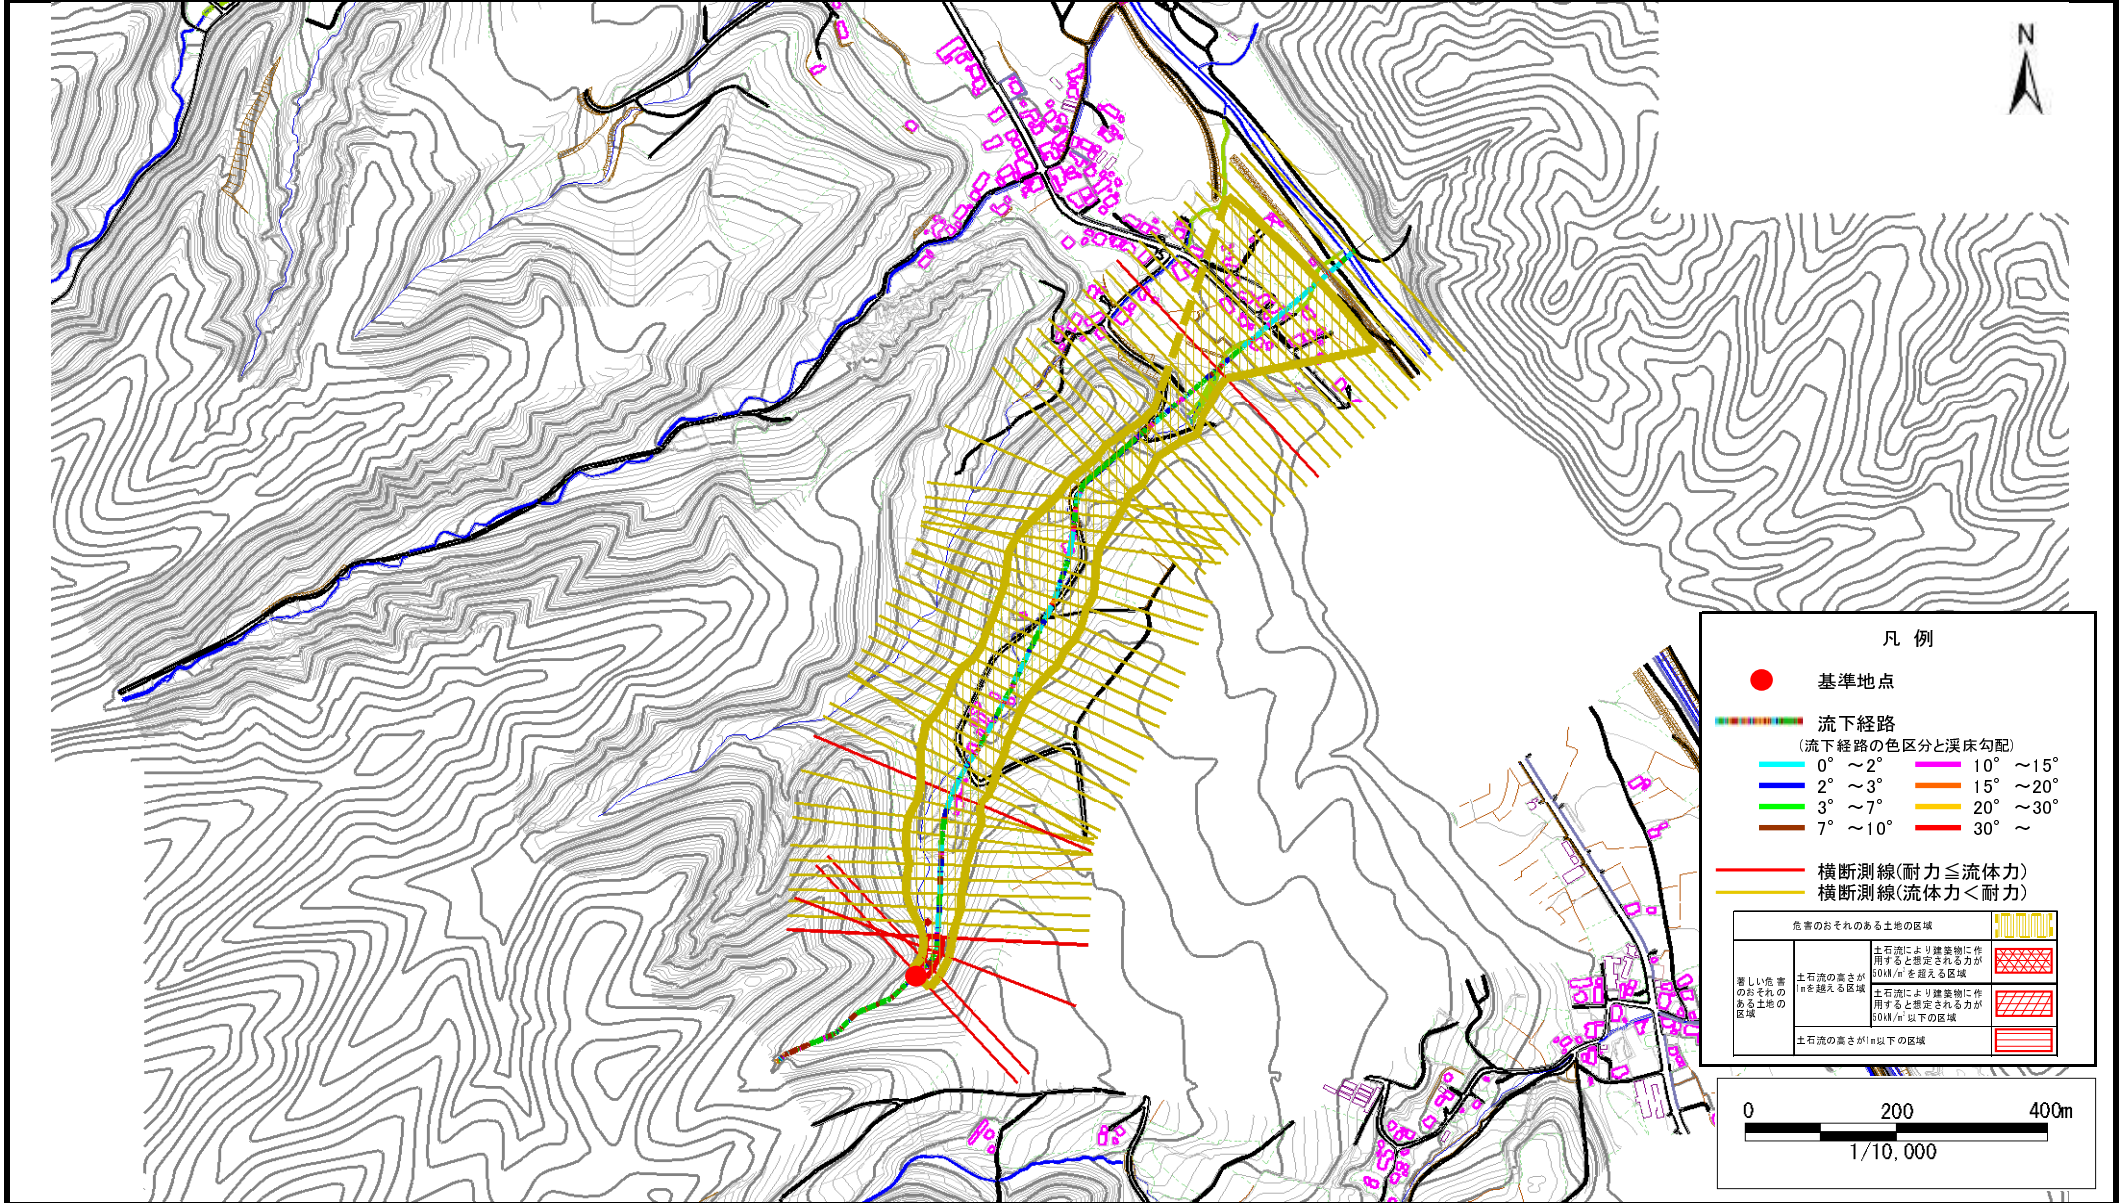 N
凡 例
基準地点
流下経路
(流下経路の色区分と渓床勾配)
0° ～2° 10° ～15°
2° ～3° 15° ～20°
3° ～7° 20° ～30°
7° ～10° 30° ～
横断測線(耐力≦流体力)
横断測線(流体力＜耐力)
危害のおそれのある土地の区域
著しい危害
のおそれの
ある土地の
区域
土石流の高さが
1mを越える区域
土石流により建築物に作
用すると想定される力が
50kN/㎡を超える区域
土石流により建築物に作
用すると想定される力が
50kN/㎡以下の区域
土石流の高さが1m以下の区域
0 200 400m
1/10,000